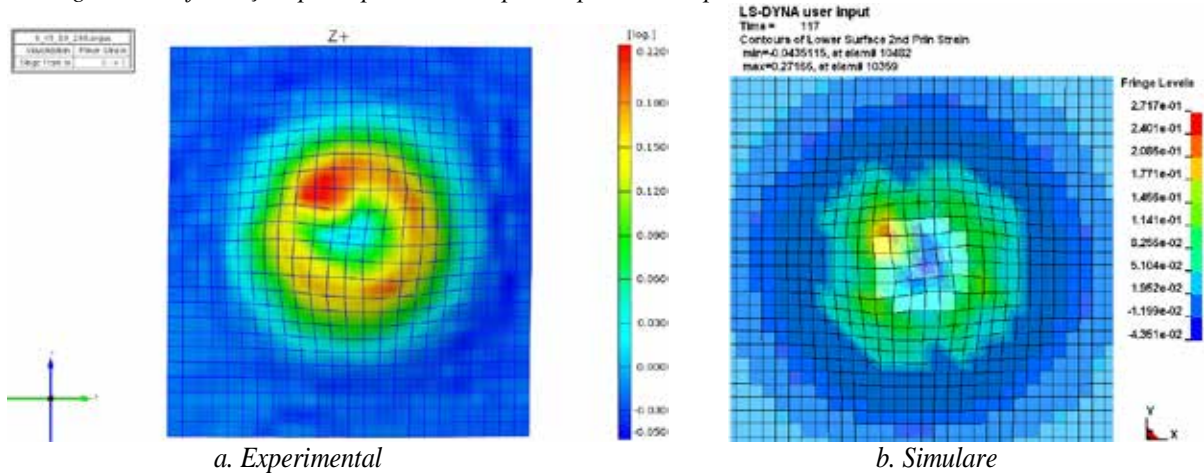 Z+
[log.]
0.220
0.180
0.150
0.120
0.090
0.060
0.030
0.000
-0.030
-0.050
a. Experimental
LS-DYNA user input
Time = 117
Contours of Lower Surface 2nd Prin Strain
min=-0.0435115, at elem# 10482
max=0.27166, at elem# 10359
Fringe Levels
2.717e-01
2.401e-01
2.086e-01
1.771e-01
1.456e-01
1.141e-01
8.256e-02
5.104e-02
1.952e-02
-1.199e-02
-4.351e-02
Y
X
b. Simulare